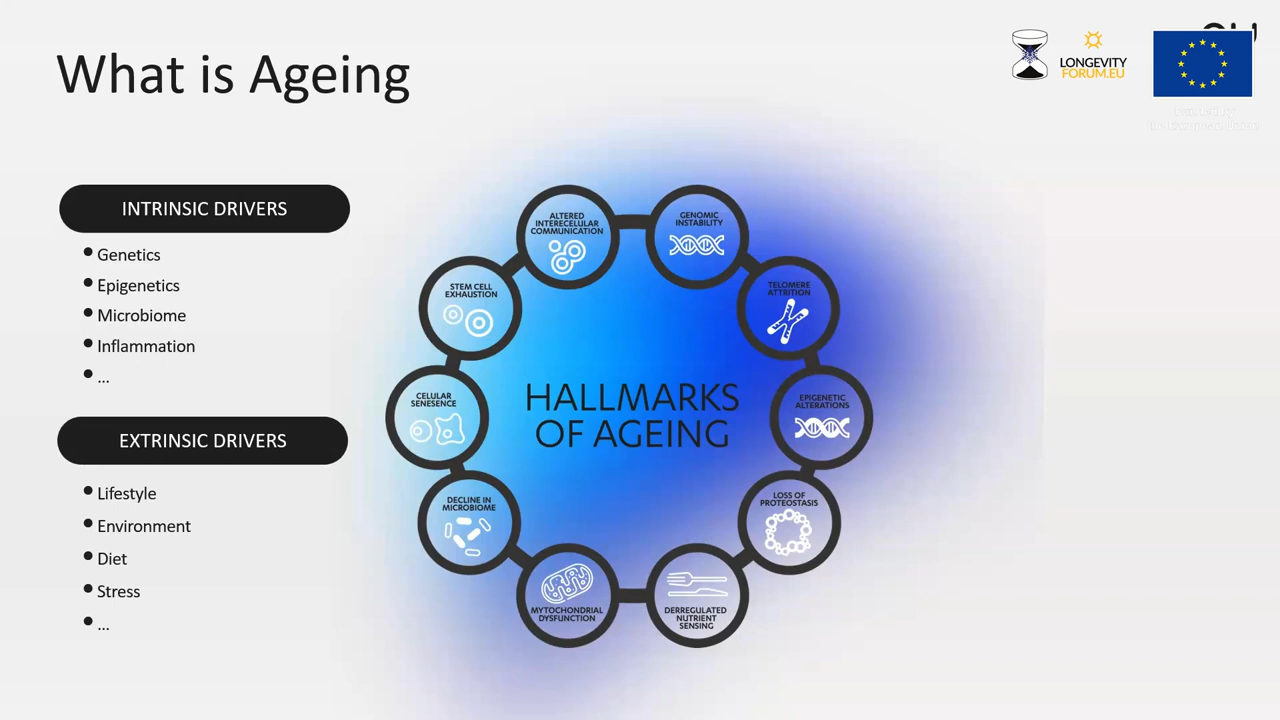 What is Ageing
LONGEVITY
FORUM.EU
INTRINSIC DRIVERS
Genetics
Epigenetics
Microbiome
Inflammation
...
EXTRINSIC DRIVERS
Lifestyle
Environment
Diet
Stress
...
HALLMARKS
OF AGEING
ALTERED
INTERECELULAR
COMMUNICATION
GENOMIC
INSTABILITY
TELOMERE
ATTRITION
EPIGENETIC
ALTERATIONS
LOSS OF
PROTEOSTASIS
DERREGULATED
NUTRIENT
SENSING
MYTOCHONDRIAL
DYSFUNCTION
DECLINE IN
MICROBIOME
CELULAR
SENESENCE
STEM CELL
EXHAUSTION